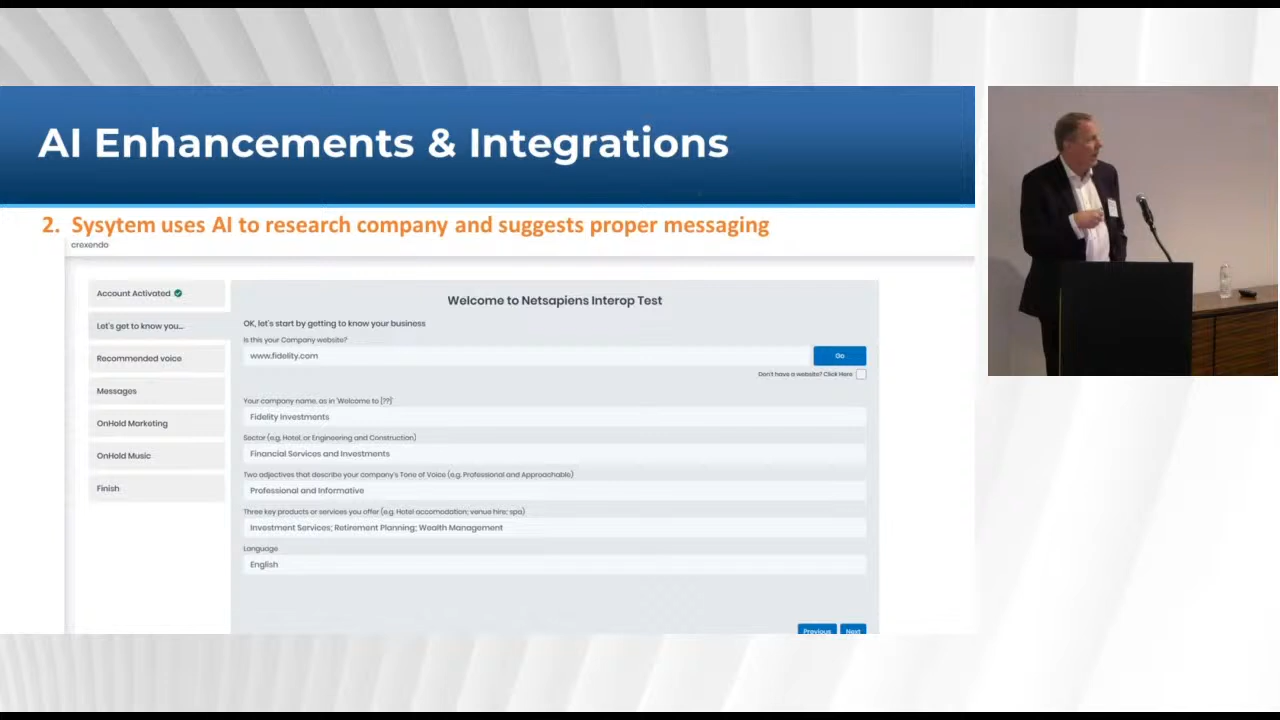 AI Enhancements & Integrations
2. Sysytem uses AI to research company and suggests proper messaging
crexendo
Account Activated
Let's get to know you...
Recommended voice
Messages
OnHold Marketing
OnHold Music
Finish
Welcome to Netsapiens Interop Test
OK, let's start by getting to know your business
Is this your Company website?
www.fidelity.com
Go
Don't have a website? Click Here
Your company name, as in 'Welcome to [??]'
Fidelity Investments
Sector (e.g. Hotel; or Engineering and Construction)
Financial Services and Investments
Two adjectives that describe your company's Tone of Voice (e.g. Professional and Approachable)
Professional and Informative
Three key products or services you offer (e.g. Hotel accomodation; venue hire; spa)
Investment Services; Retirement Planning; Wealth Management
Language
English
Previous
Next